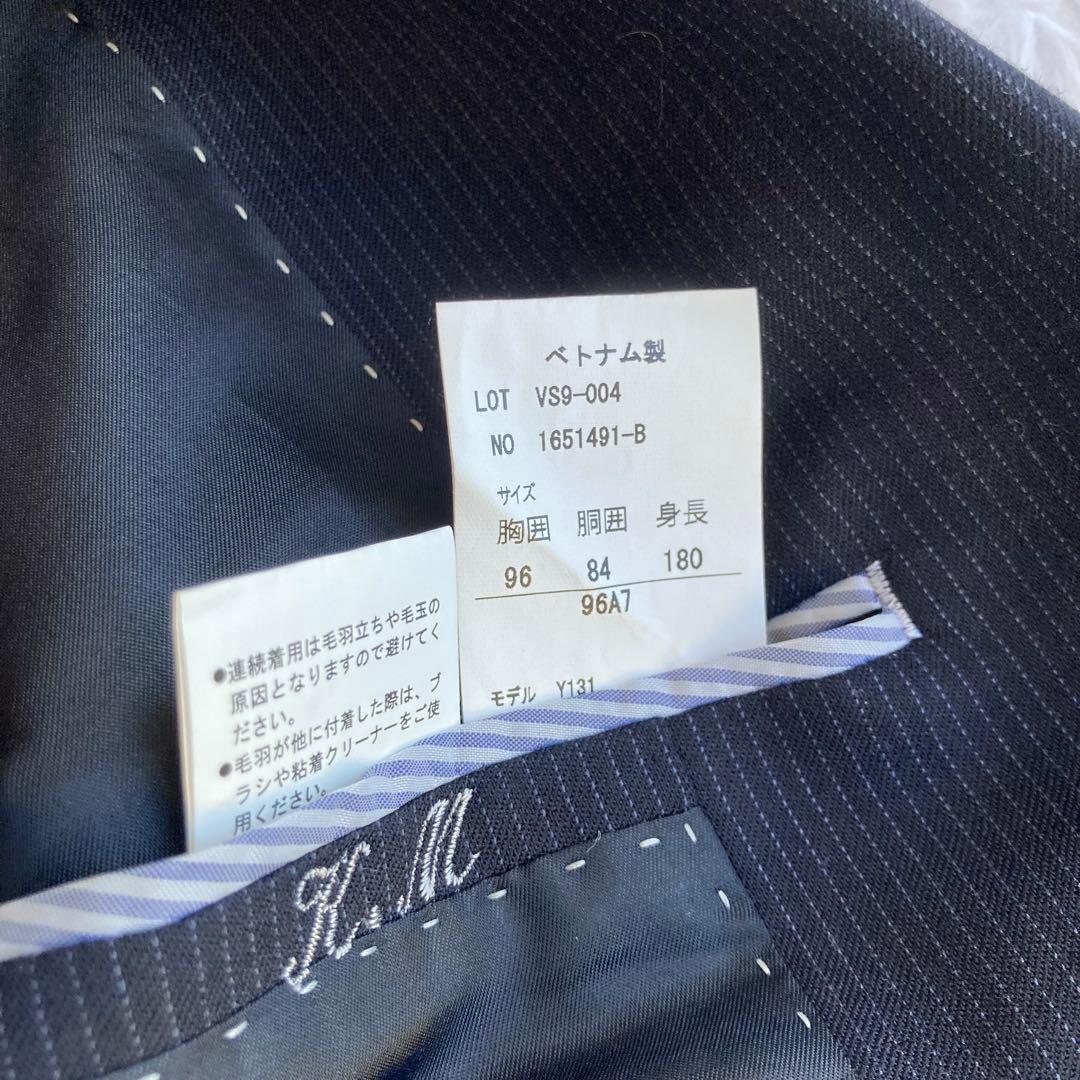 ベトナム製
LOT VS9-004
NO 1651491-B
サイズ
胸囲 胴囲 身長
96 84 180
96A7
モデル Y131
●連続着用は毛羽立ちや毛玉の
原因となりますので避けてく
ださい。
●毛羽が他に付着した際は、ブ
ラシや粘着クリーナーをご使
用ください。
K.M